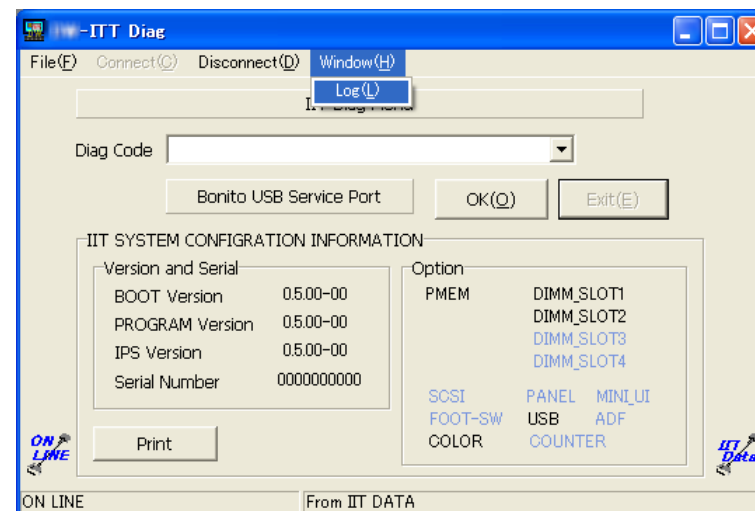 -ITT Diag
File(F) Connect(C) Disconnect(D) Window(H)
Log(L)
Diag Code
Bonito USB Service Port OK(O) Exit(E)
IIT SYSTEM CONFIGRATION INFORMATION
Version and Serial
BOOT Version 0.5.00-00
PROGRAM Version 0.5.00-00
IPS Version 0.5.00-00
Serial Number 0000000000
Print
Option
PMEM DIMM_SLOT1
DIMM_SLOT2
DIMM_SLOT3
DIMM_SLOT4
SCSI PANEL MINI_UI
FOOT-SW USB ADF
COLOR COUNTER
ON LINE
IIT Data
ON LINE From IIT DATA